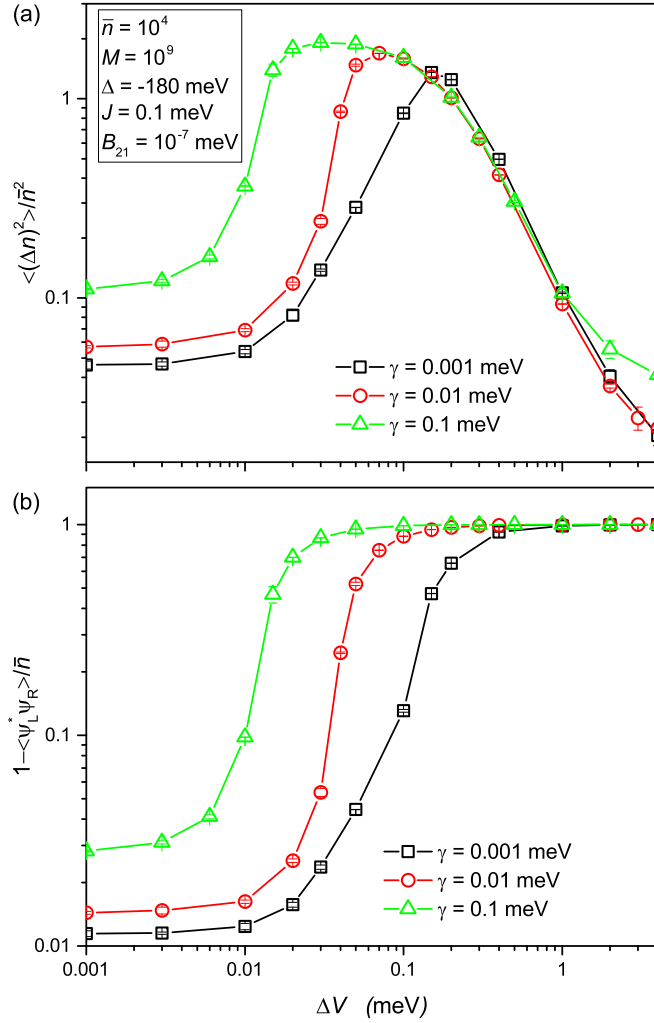 (a)
n̄ = 10⁴
M = 10⁹
Δ = -180 meV
J = 0.1 meV
B₂₁ = 10⁻⁷ meV
1
0.1
<(Δn)²>/n̄²
γ = 0.001 meV
γ = 0.01 meV
γ = 0.1 meV
(b)
1
0.1
0.01
1−<ψ*_L ψ_R>/n̄
γ = 0.001 meV
γ = 0.01 meV
γ = 0.1 meV
0.001 0.01 0.1 1
ΔV (meV)